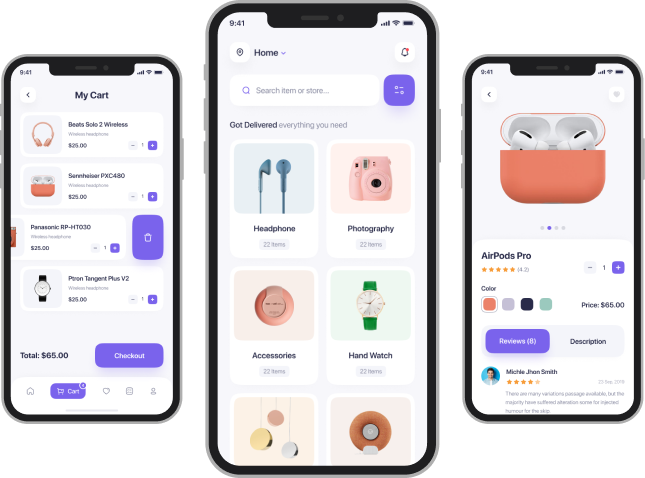 9:41
My Cart
Beats Solo 2 Wireless
Wireless headphone
$25.00
− 1 +
Sennheiser PXC480
Wireless headphone
$25.00
− 1 +
Panasonic RP-HT030
Wireless headphone
$25.00
− 1 +
Ptron Tangent Plus V2
Wireless headphone
$25.00
− 1 +
Total: $65.00
Checkout
Cart
9:41
Home
Search item or store...
Got Delivered everything you need
Headphone
22 Items
Photography
22 Items
Accessories
22 Items
Hand Watch
22 Items
9:41
AirPods Pro
(4.2)
− 1 +
Color
Price: $65.00
Reviews (8)
Description
Michle Jhon Smith
22 Sep, 2019
There are many variations passage available, but the
majority have suffered alteration some for injected
humour for the skip.